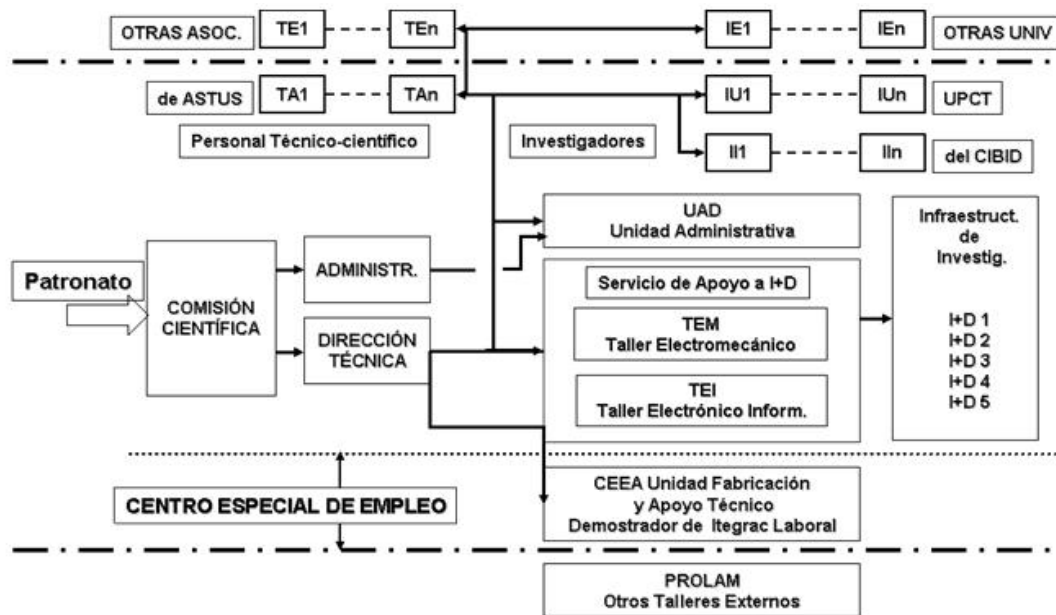 OTRAS ASOC.
TE1
TEn
IE1
IEn
OTRAS UNIV
de ASTUS
TA1
TAn
IU1
IUn
UPCT
Personal Técnico-científico
Investigadores
II1
IIn
del CIBID
UAD
Unidad Administrativa
Infraestruct.
de
Investig.
I+D 1
I+D 2
I+D 3
I+D 4
I+D 5
Patronato
COMISIÓN
CIENTÍFICA
ADMINISTR.
DIRECCIÓN
TÉCNICA
Servicio de Apoyo a I+D
TEM
Taller Electromecánico
TEI
Taller Electrónico Inform.
CENTRO ESPECIAL DE EMPLEO
CEEA Unidad Fabricación
y Apoyo Técnico
Demostrador de Itegrac Laboral
PROLAM
Otros Talleres Externos